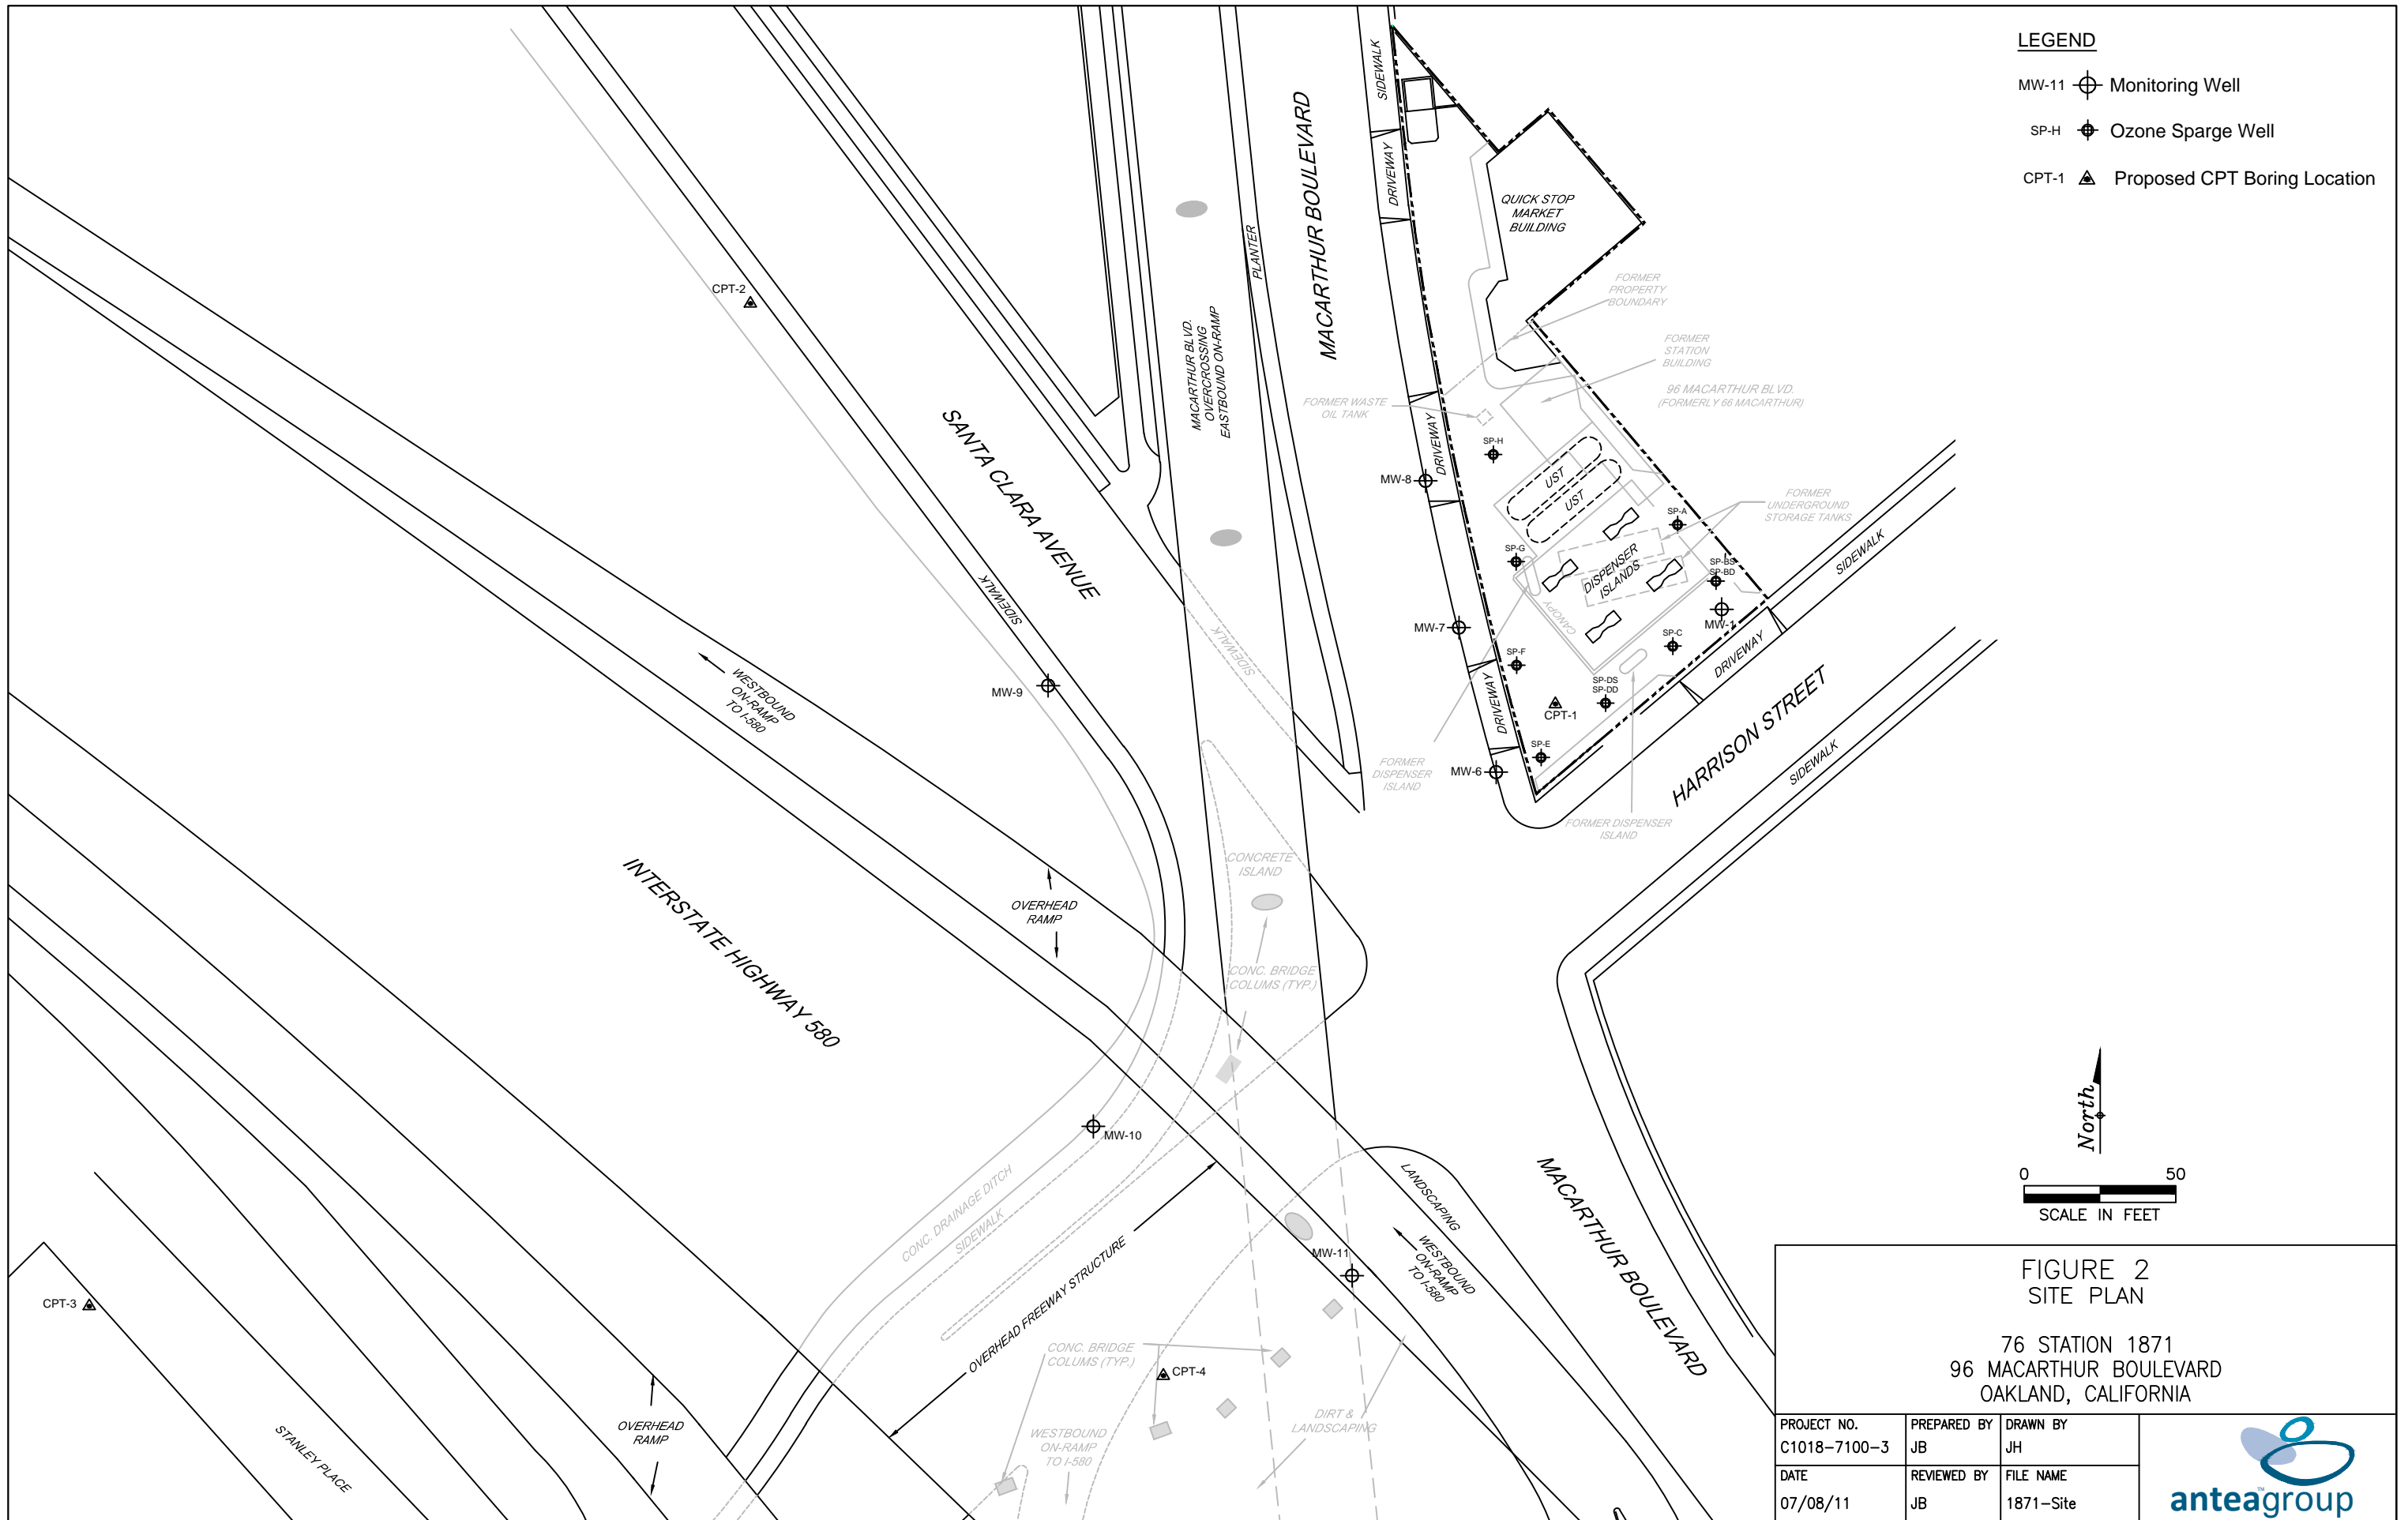 LEGEND
MW-11 Monitoring Well
SP-H Ozone Sparge Well
CPT-1 Proposed CPT Boring Location
SIDEWALK
DRIVEWAY
MACARTHUR BOULEVARD
PLANTER
MACARTHUR BLVD.
OVERCROSSING
EASTBOUND ON-RAMP
QUICK STOP
MARKET
BUILDING
FORMER
PROPERTY
BOUNDARY
FORMER
STATION
BUILDING
96 MACARTHUR BLVD.
(FORMERLY 66 MACARTHUR)
FORMER WASTE
OIL TANK
CPT-2
SANTA CLARA AVENUE
SIDEWALK
DRIVEWAY
SP-H
MW-8
UST
UST
FORMER
UNDERGROUND
STORAGE TANKS
SP-A
SP-G
SP-BS
SP-BD
DISPENSER
ISLANDS
CANOPY
MW-1
SP-C
MW-7
SP-F
SP-DS
SP-DD
CPT-1
SP-E
MW-6
DRIVEWAY
DRIVEWAY
SIDEWALK
HARRISON STREET
SIDEWALK
FORMER
DISPENSER
ISLAND
FORMER DISPENSER
ISLAND
SIDEWALK
MW-9
WESTBOUND
ON-RAMP
TO I-580
INTERSTATE HIGHWAY 580
OVERHEAD
RAMP
CONCRETE
ISLAND
CONC. BRIDGE
COLUMS (TYP.)
MW-10
CONC. DRAINAGE DITCH
SIDEWALK
OVERHEAD FREEWAY STRUCTURE
MW-11
LANDSCAPING
WESTBOUND
ON-RAMP
TO I-580
MACARTHUR BOULEVARD
CPT-3
STANLEY PLACE
OVERHEAD
RAMP
CONC. BRIDGE
COLUMS (TYP.)
CPT-4
WESTBOUND
ON-RAMP
TO I-580
DIRT &
LANDSCAPING
North
0 50
SCALE IN FEET
FIGURE 2
SITE PLAN
76 STATION 1871
96 MACARTHUR BOULEVARD
OAKLAND, CALIFORNIA
PROJECT NO. PREPARED BY DRAWN BY
C1018-7100-3 JB JH
DATE REVIEWED BY FILE NAME
07/08/11 JB 1871-Site
anteagroup™